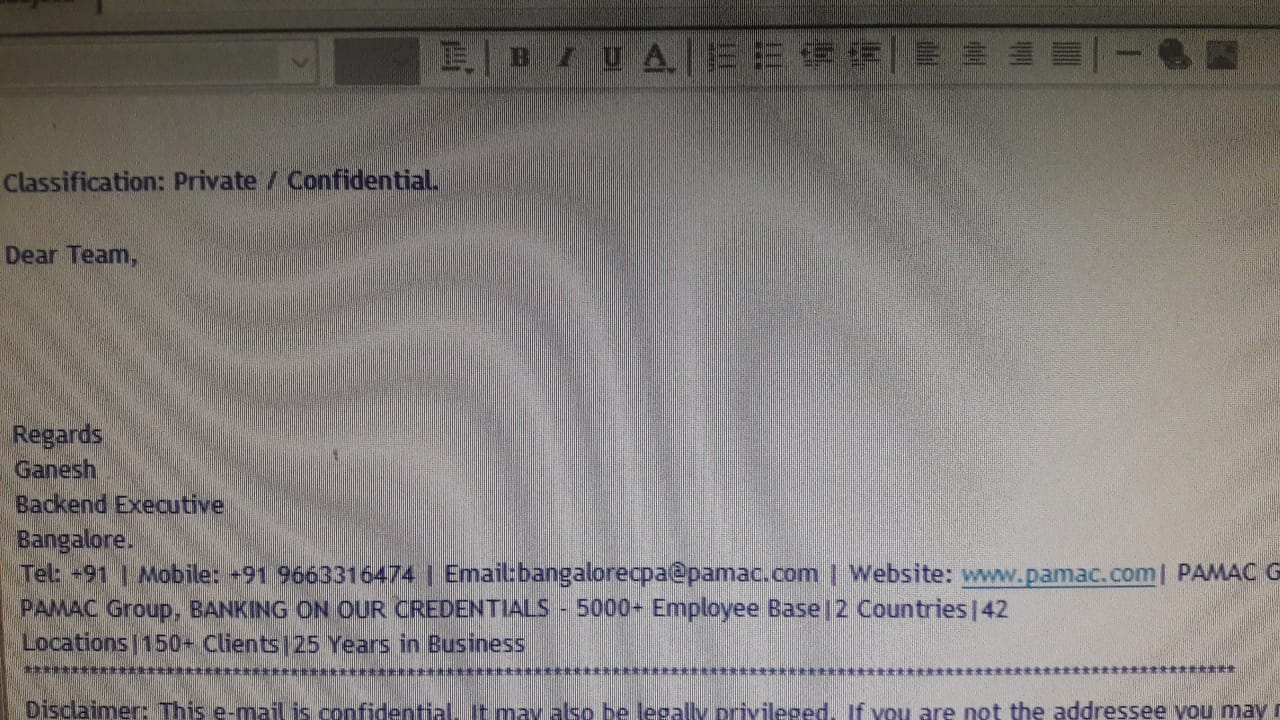 Classification: Private / Confidential.
Dear Team,
Regards
Ganesh
Backend Executive
Bangalore.
Tel: +91 | Mobile: +91 9663316474 | Email:bangalorecpa@pamac.com | Website: www.pamac.com| PAMAC G
PAMAC Group, BANKING ON OUR CREDENTIALS - 5000+ Employee Base|2 Countries|42
Locations|150+ Clients|25 Years in Business
Disclaimer: This e-mail is confidential. It may also be legally privileged. If you are not the addressee you may